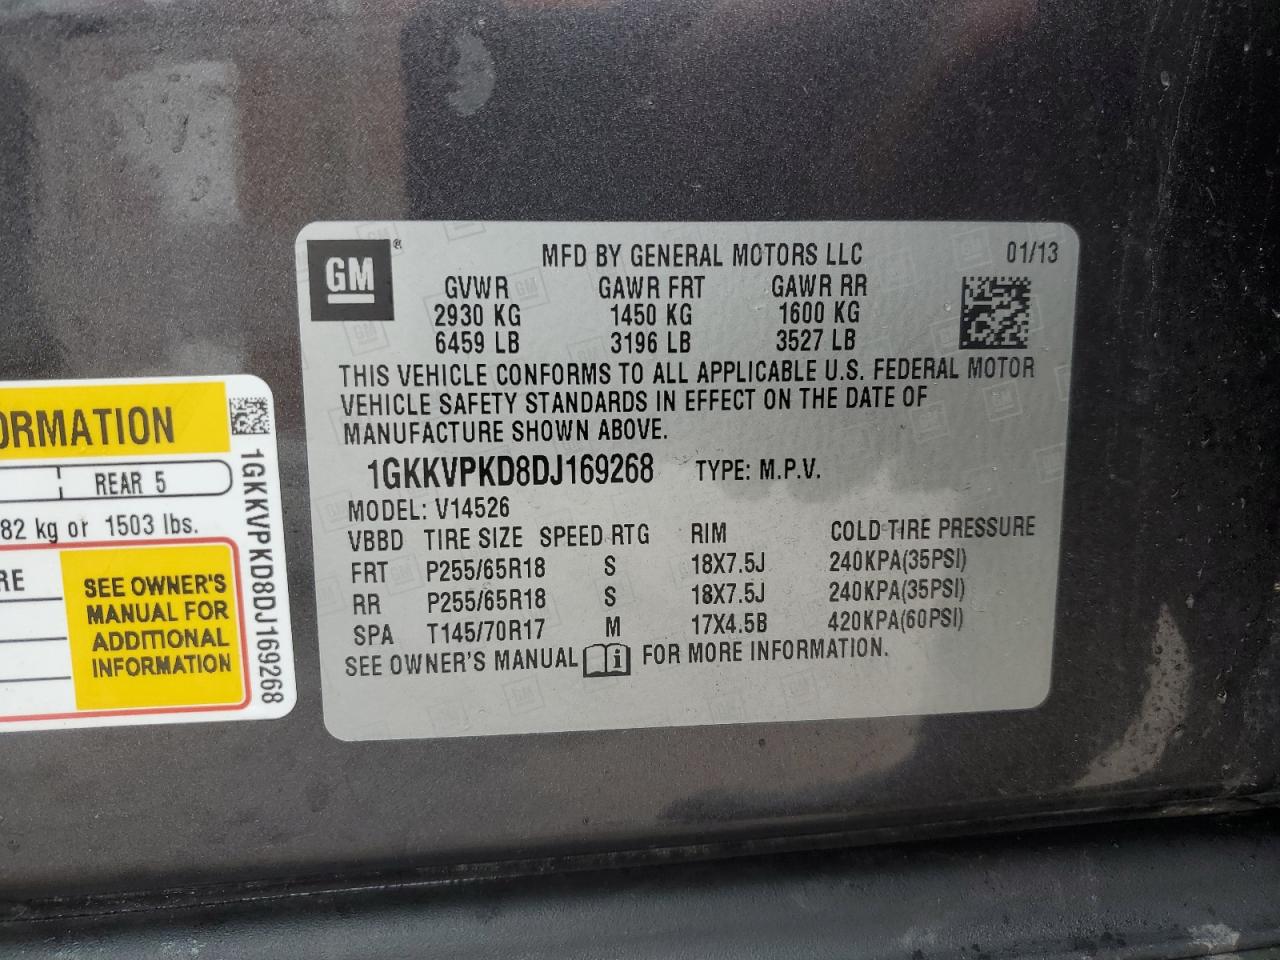 GM®
MFD BY GENERAL MOTORS LLC 01/13
GVWR GAWR FRT GAWR RR
2930 KG 1450 KG 1600 KG
6459 LB 3196 LB 3527 LB
THIS VEHICLE CONFORMS TO ALL APPLICABLE U.S. FEDERAL MOTOR
VEHICLE SAFETY STANDARDS IN EFFECT ON THE DATE OF
MANUFACTURE SHOWN ABOVE.
1GKKVPKD8DJ169268 TYPE: M.P.V.
MODEL: V14526
VBBD TIRE SIZE SPEED RTG RIM COLD TIRE PRESSURE
FRT P255/65R18 S 18X7.5J 240KPA(35PSI)
RR P255/65R18 S 18X7.5J 240KPA(35PSI)
SPA T145/70R17 M 17X4.5B 420KPA(60PSI)
SEE OWNER'S MANUAL FOR MORE INFORMATION.
ORMATION
REAR 5
82 kg or 1503 lbs.
RE
SEE OWNER'S
MANUAL FOR
ADDITIONAL
INFORMATION
1GKKVPKD8DJ169268